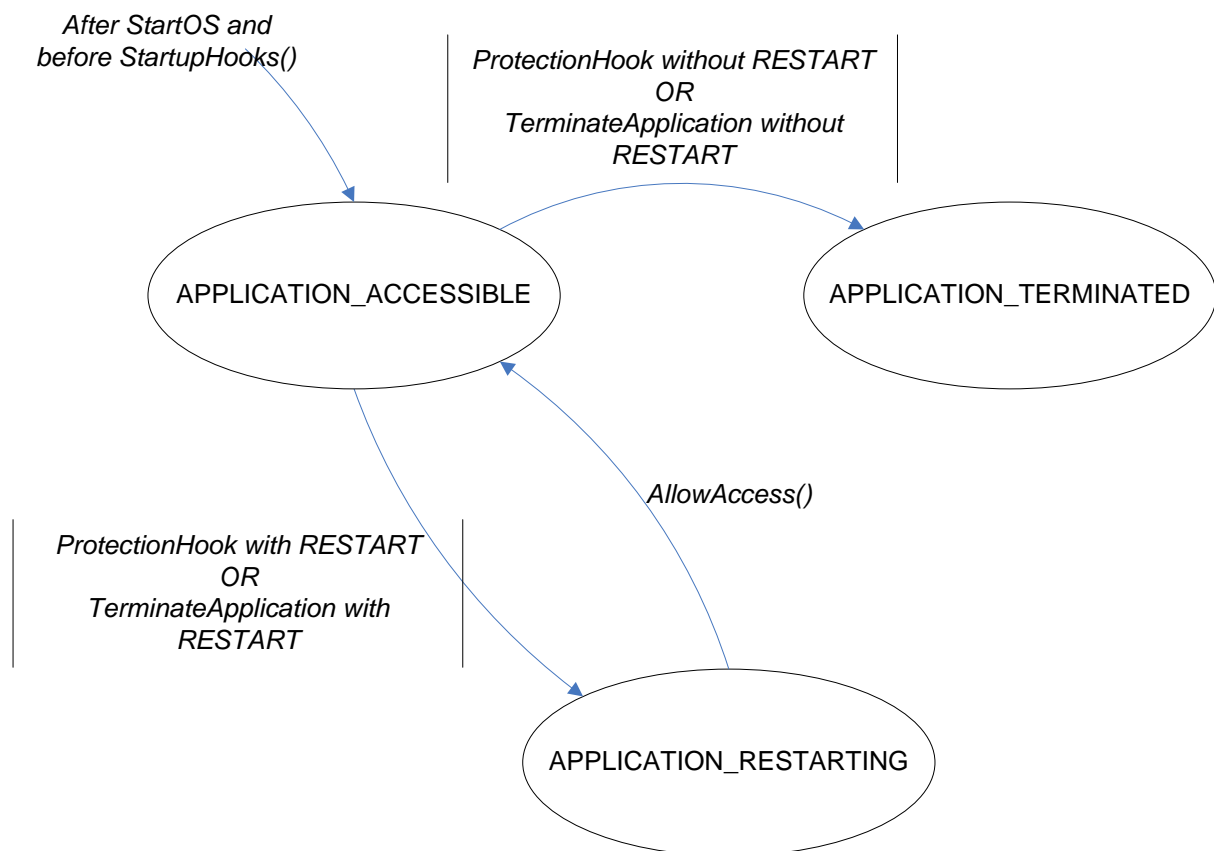 After StartOS and
before StartupHooks()
ProtectionHook without RESTART
OR
TerminateApplication without
RESTART
APPLICATION_ACCESSIBLE
APPLICATION_TERMINATED
AllowAccess()
ProtectionHook with RESTART
OR
TerminateApplication with
RESTART
APPLICATION_RESTARTING